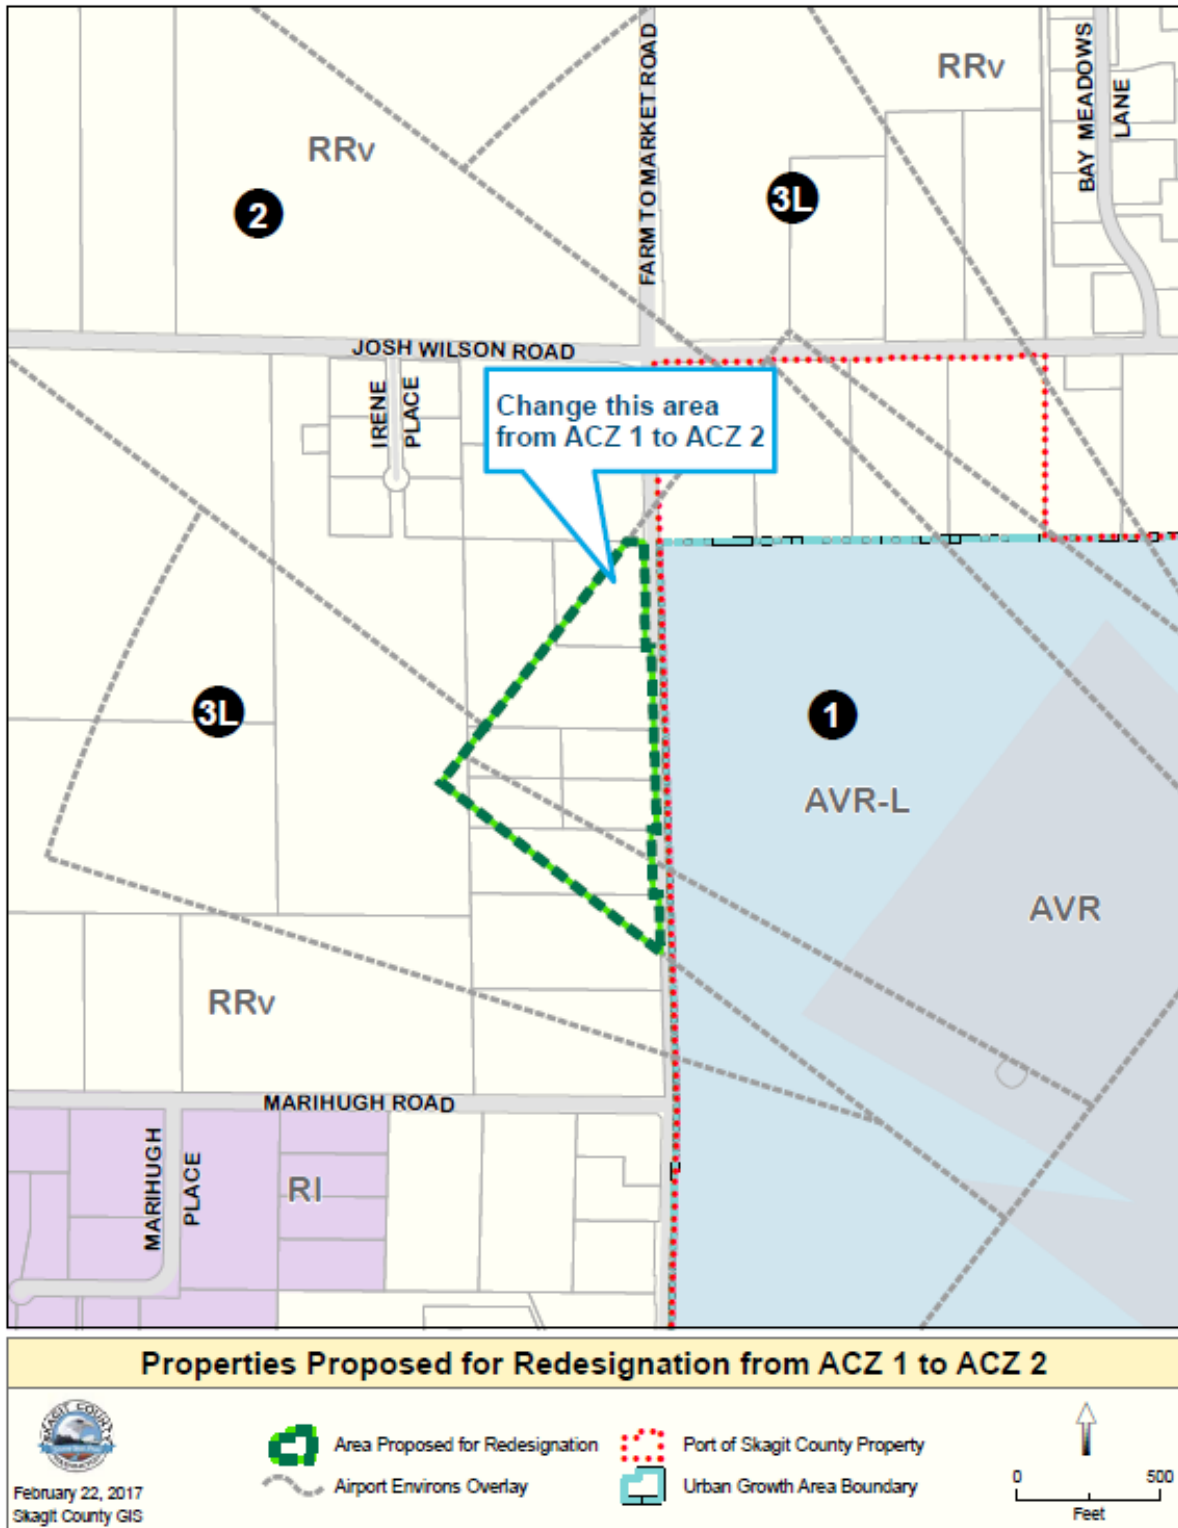 RRv
FARM TO MARKET ROAD
RRv
BAY MEADOWS
LANE
2
3L
JOSH WILSON ROAD
IRENE
PLACE
Change this area
from ACZ 1 to ACZ 2
3L
1
AVR-L
AVR
RRv
MARIHUGH ROAD
MARIHUGH
PLACE
RI
Properties Proposed for Redesignation from ACZ 1 to ACZ 2
SKAGIT COUNTY
Area Proposed for Redesignation
Port of Skagit County Property
Airport Environs Overlay
Urban Growth Area Boundary
February 22, 2017
Skagit County GIS
0
500
Feet